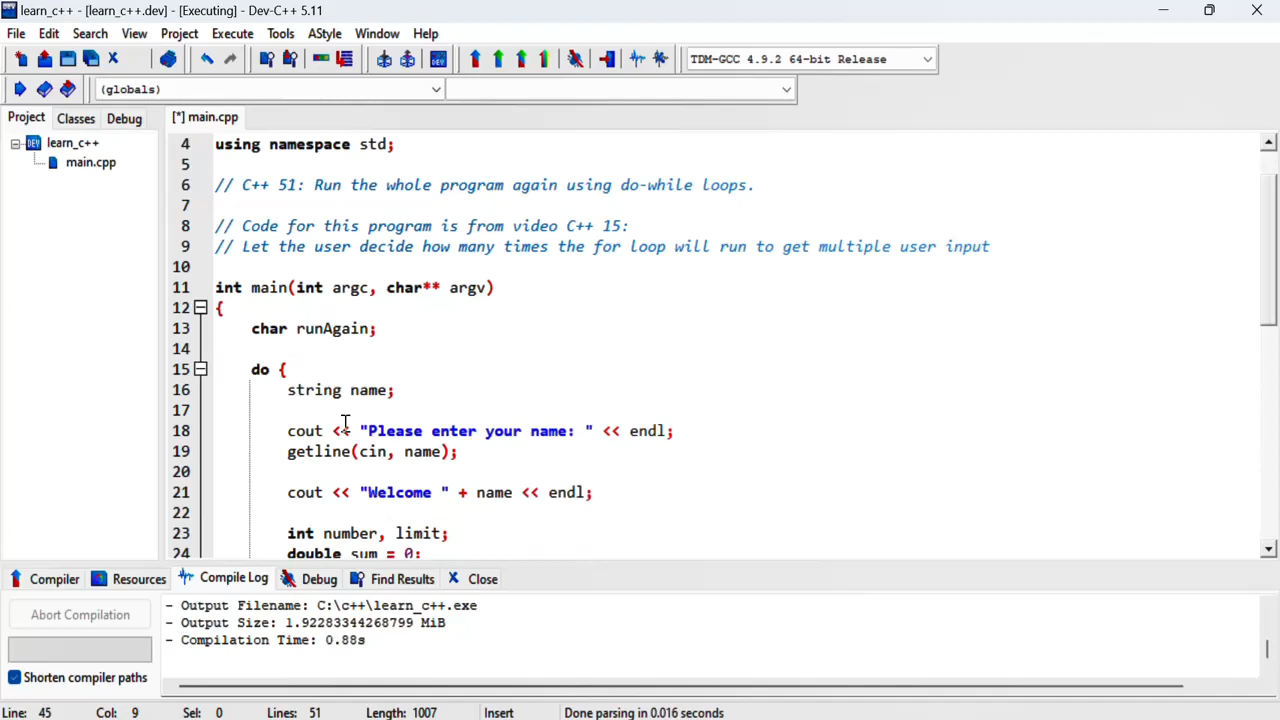 learn_c++ - [learn_c++.dev] - [Executing] - Dev-C++ 5.11
File Edit Search View Project Execute Tools AStyle Window Help
TDM-GCC 4.9.2 64-bit Release
(globals)
Project Classes Debug [*] main.cpp
learn_c++
main.cpp
4 using namespace std;
5
6 // C++ 51: Run the whole program again using do-while loops.
7
8 // Code for this program is from video C++ 15:
9 // Let the user decide how many times the for loop will run to get multiple user input
10
11 int main(int argc, char** argv)
12 {
13 char runAgain;
14
15 do {
16 string name;
17
18 cout << "Please enter your name: " << endl;
19 getline(cin, name);
20
21 cout << "Welcome " + name << endl;
22
23 int number, limit;
24 double sum = 0;
Compiler Resources Compile Log Debug Find Results Close
Abort Compilation
Shorten compiler paths
- Output Filename: C:\c++\learn_c++.exe
- Output Size: 1.92283344268799 MiB
- Compilation Time: 0.88s
Line: 45 Col: 9 Sel: 0 Lines: 51 Length: 1007 Insert Done parsing in 0.016 seconds